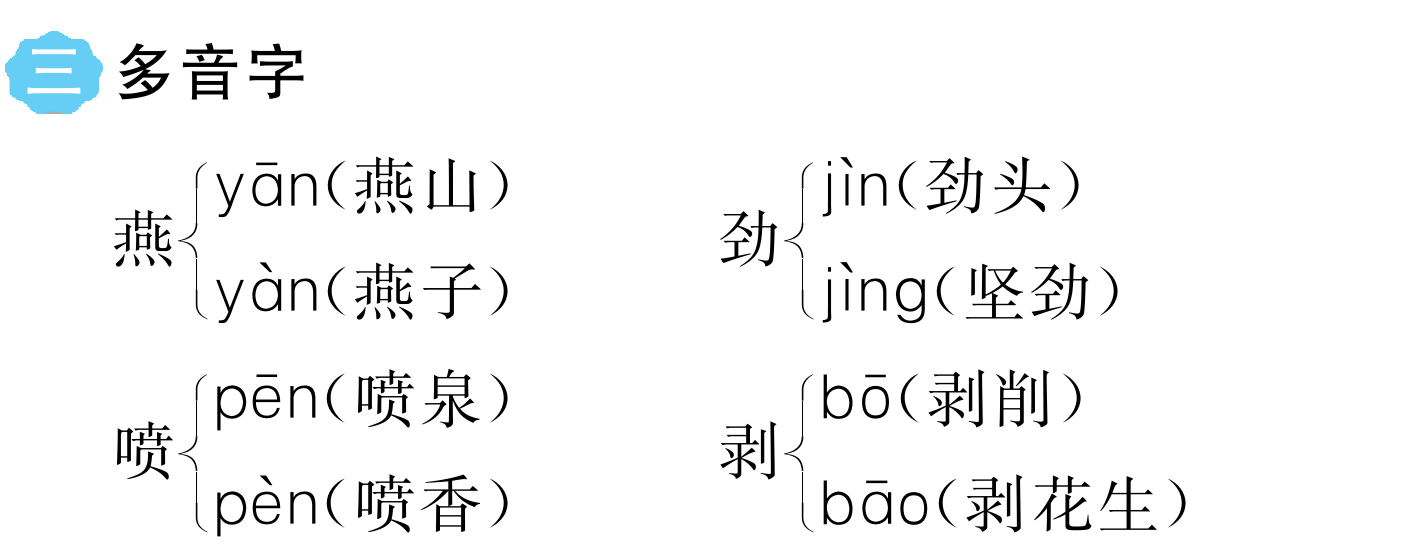 三 多音字
燕 yān(燕山)
yàn(燕子)
劲 jìn(劲头)
jìng(坚劲)
喷 pēn(喷泉)
pèn(喷香)
剥 bō(剥削)
bāo(剥花生)